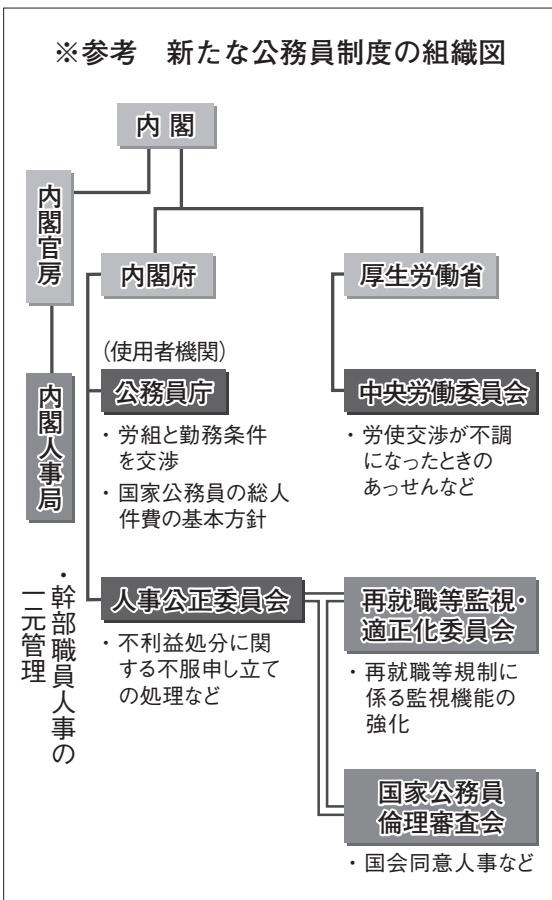 ※参考　新たな公務員制度の組織図
内閣
内閣官房
内閣人事局
・幹部職員人事の
一元管理
内閣府
(使用者機関)
公務員庁
・労組と勤務条件
を交渉
・国家公務員の総人
件費の基本方針
人事公正委員会
・不利益処分に関
する不服申し立て
の処理など
厚生労働省
中央労働委員会
・労使交渉が不調
になったときの
あっせんなど
再就職等監視・
適正化委員会
・再就職等規制に
係る監視機能の
強化
国家公務員
倫理審査会
・国会同意人事など